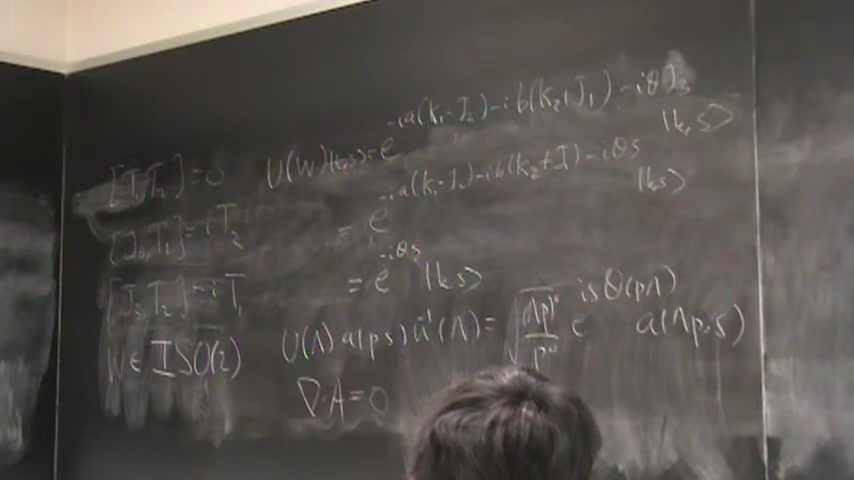 [T₁,T₂]=0
[J₃,T₁]=iT₂
[J₃,T₂]=-iT₁
W∈ISO(2)
U(W)|k,s⟩=e^{-ia(K₁-J₂)-ib(K₂+J₁)-iθJ₃}|k,s⟩
=e^{-ia(K₁-J₂)-ib(K₂+J₁)-iθs}|k,s⟩
=e^{-iθs}|k,s⟩
U(Λ)a(p,s)U⁻¹(Λ)=√((Λp)⁰/p⁰) e^{isΘ(p,Λ)} a(Λp,s)
∇·A=0